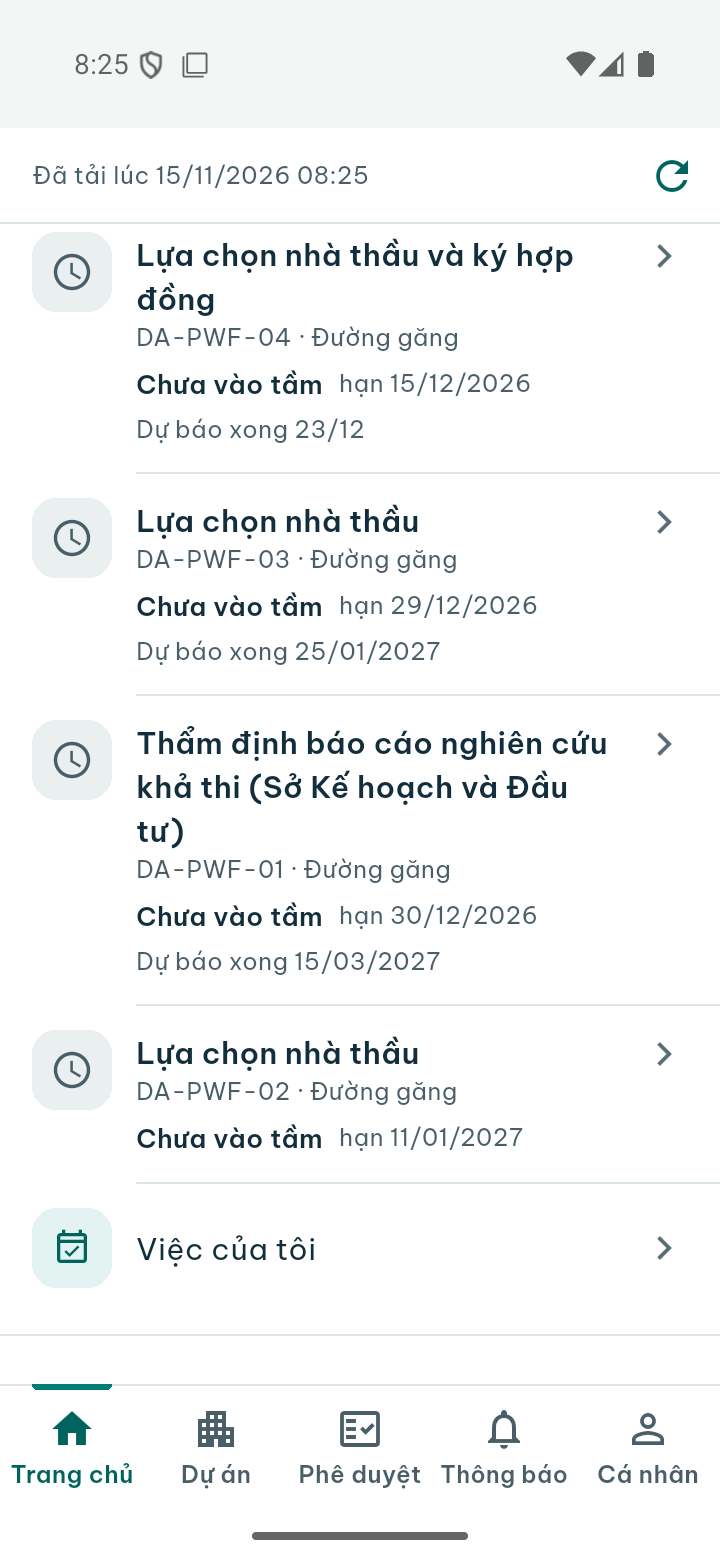 8:25
Đã tải lúc 15/11/2026 08:25
Lựa chọn nhà thầu và ký hợp
đồng
DA-PWF-04 · Đường găng
Chưa vào tầm hạn 15/12/2026
Dự báo xong 23/12
Lựa chọn nhà thầu
DA-PWF-03 · Đường găng
Chưa vào tầm hạn 29/12/2026
Dự báo xong 25/01/2027
Thẩm định báo cáo nghiên cứu
khả thi (Sở Kế hoạch và Đầu
tư)
DA-PWF-01 · Đường găng
Chưa vào tầm hạn 30/12/2026
Dự báo xong 15/03/2027
Lựa chọn nhà thầu
DA-PWF-02 · Đường găng
Chưa vào tầm hạn 11/01/2027
Việc của tôi
Trang chủ Dự án Phê duyệt Thông báo Cá nhân